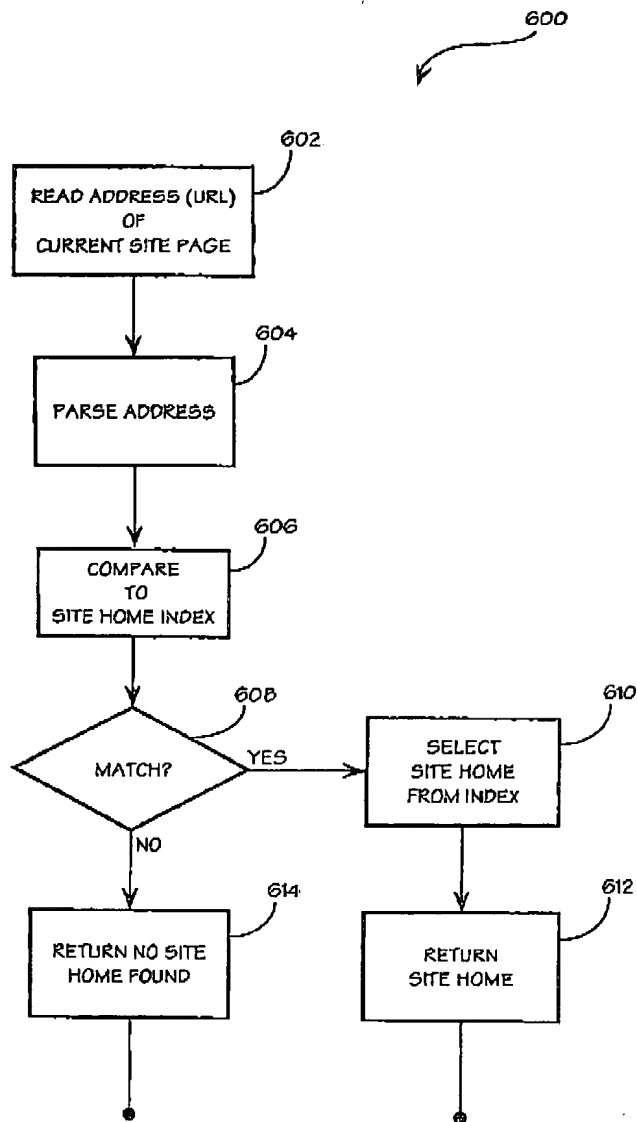 600
602
READ ADDRESS (URL)
OF
CURRENT SITE PAGE
604
PARSE ADDRESS
606
COMPARE
TO
SITE HOME INDEX
608
MATCH?
YES
NO
610
SELECT
SITE HOME
FROM INDEX
614
RETURN NO SITE
HOME FOUND
612
RETURN
SITE HOME